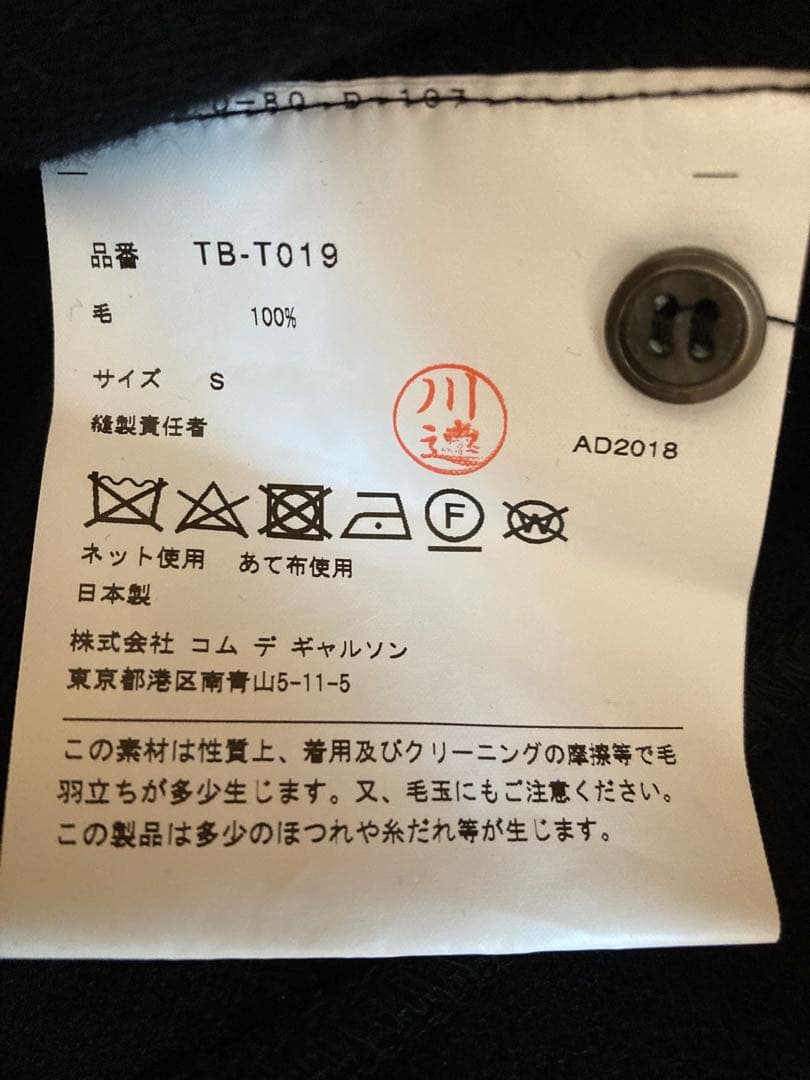 品番 TB-T019
毛 100%
サイズ S
縫製責任者
AD2018
F
W
ネット使用 あて布使用
日本製
株式会社 コム デ ギャルソン
東京都港区南青山5-11-5
この素材は性質上、着用及びクリーニングの摩擦等で毛
羽立ちが多少生じます。又、毛玉にもご注意ください。
この製品は多少のほつれや糸だれ等が生じます。